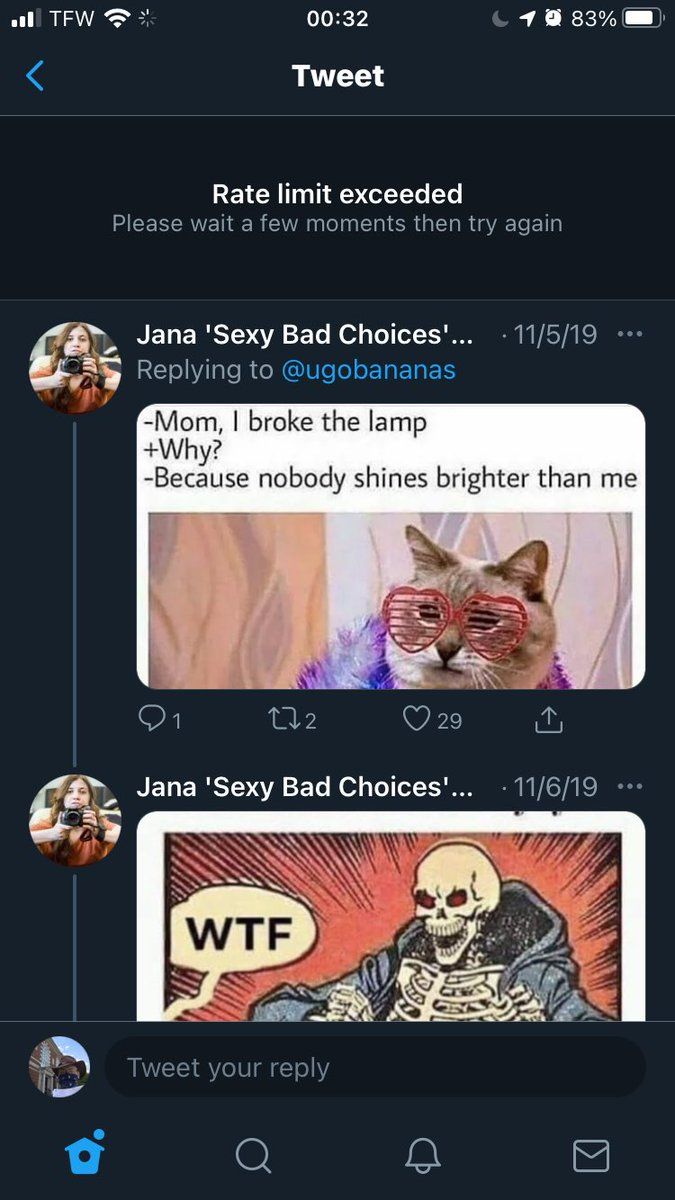 TFW 00:32 83%
Tweet
Rate limit exceeded
Please wait a few moments then try again
Jana 'Sexy Bad Choices'... · 11/5/19
Replying to @ugobananas
-Mom, I broke the lamp
+Why?
-Because nobody shines brighter than me
1 2 29
Jana 'Sexy Bad Choices'... · 11/6/19
WTF
Tweet your reply